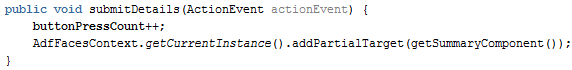 public void submitDetails(ActionEvent actionEvent) {
    buttonPressCount++;
    AdfFacesContext.getCurrentInstance().addPartialTarget(getSummaryComponent());
}